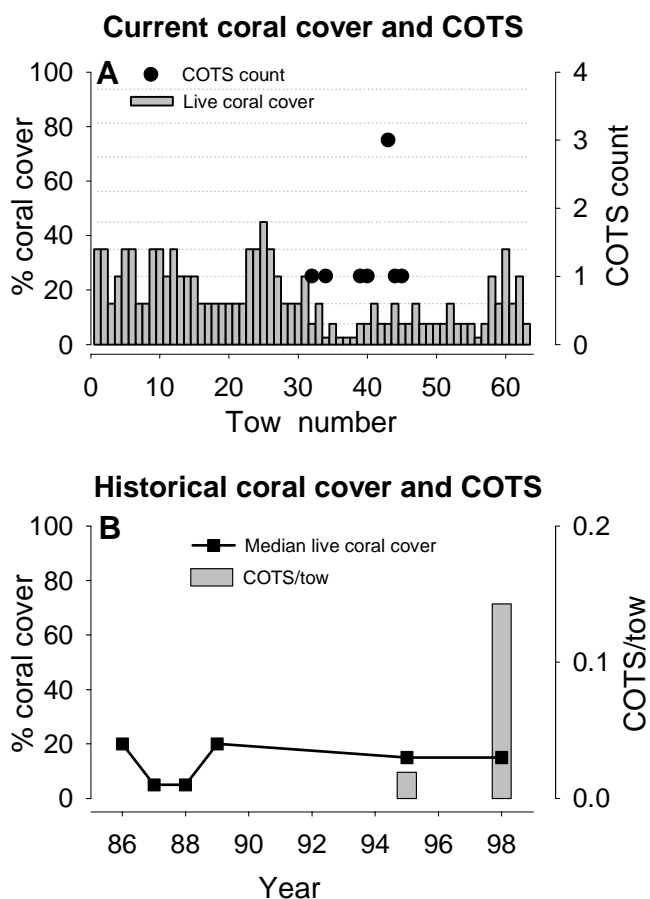 Current coral cover and COTS
A
COTS count
Live coral cover
100
80
60
40
20
0
% coral cover
4
3
2
1
0
COTS count
0 10 20 30 40 50 60
Tow number
Historical coral cover and COTS
B
Median live coral cover
COTS/tow
100
80
60
40
20
0
% coral cover
0.2
0.1
0.0
COTS/tow
86 88 90 92 94 96 98
Year